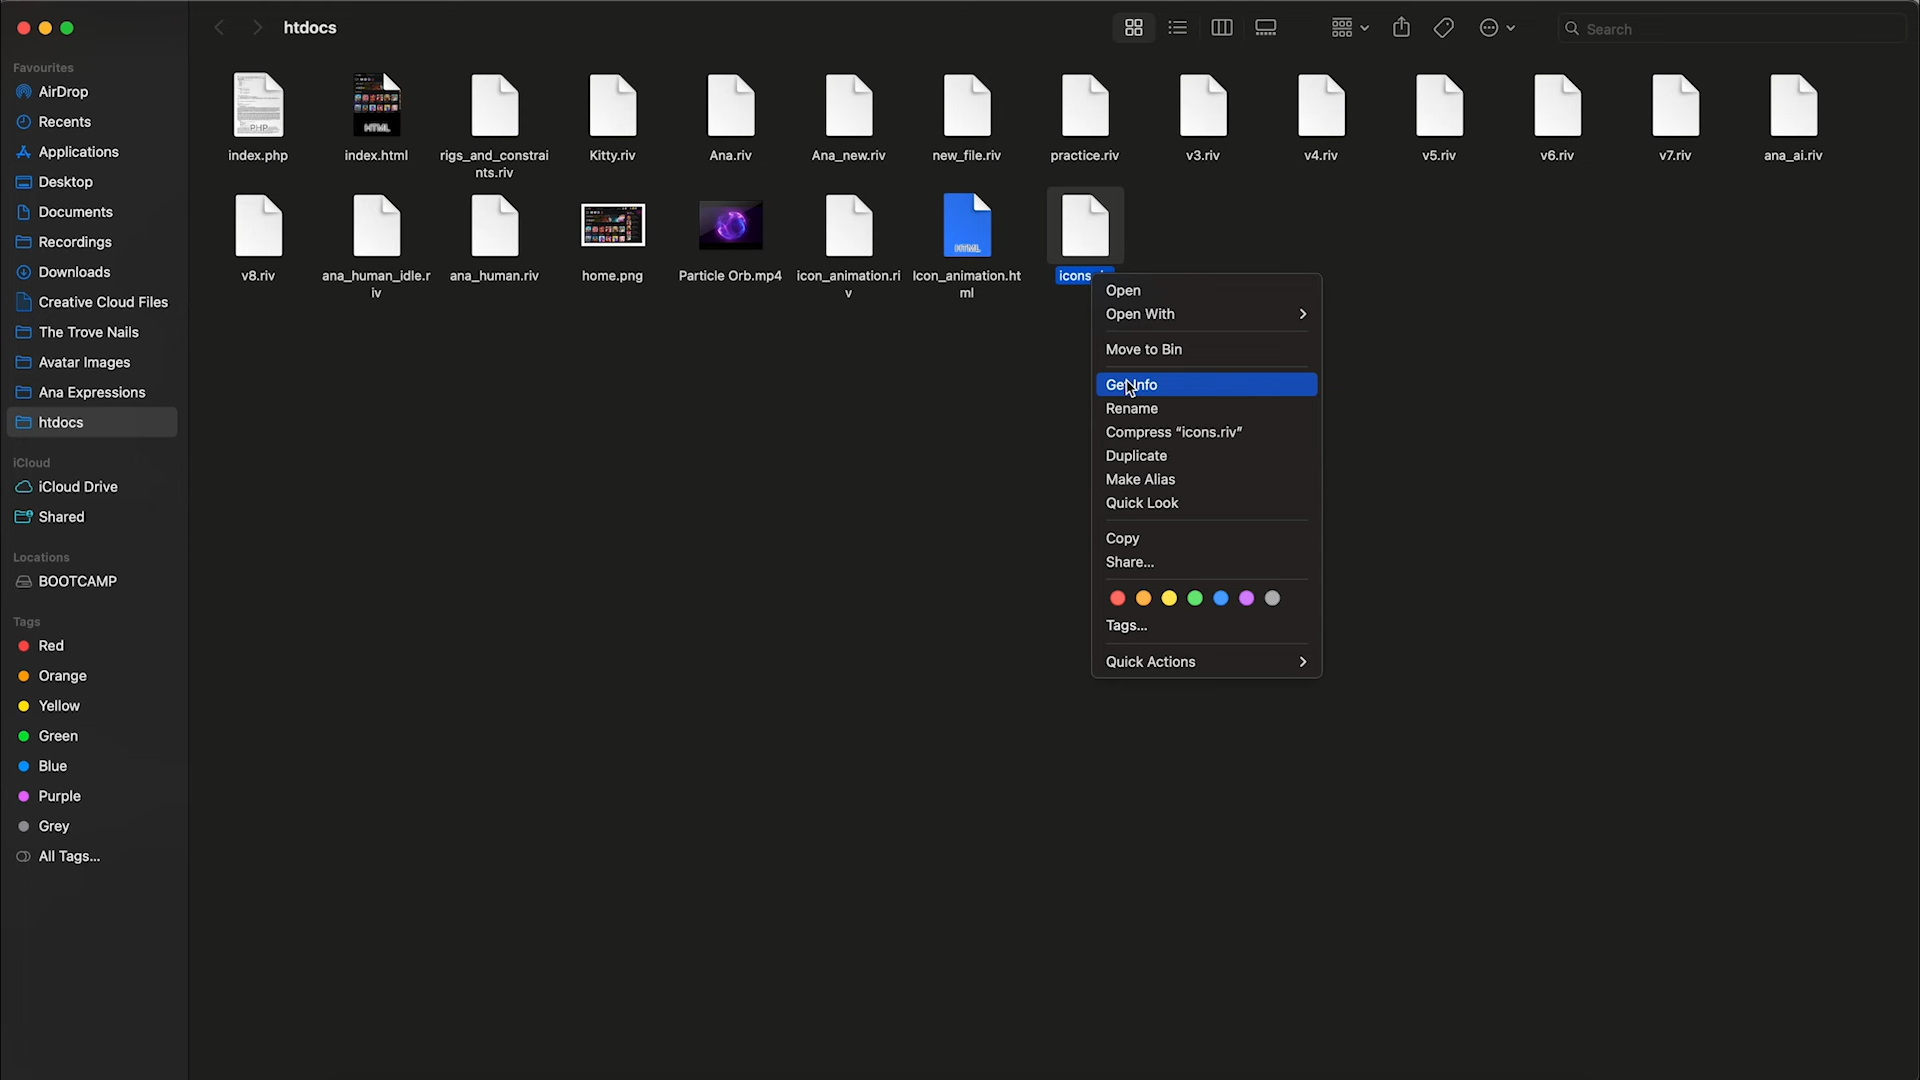 htdocs
Search
Favourites
AirDrop
Recents
Applications
Desktop
Documents
Recordings
Downloads
Creative Cloud Files
The Trove Nails
Avatar Images
Ana Expressions
htdocs
iCloud
iCloud Drive
Shared
Locations
BOOTCAMP
Tags
Red
Orange
Yellow
Green
Blue
Purple
Grey
All Tags...
PHP
HTML
index.php
index.html
rigs_and_constrai
nts.riv
Kitty.riv
Ana.riv
Ana_new.riv
new_file.riv
practice.riv
v3.riv
v4.riv
v5.riv
v6.riv
v7.riv
ana_ai.riv
HTML
v8.riv
ana_human_idle.r
iv
ana_human.riv
home.png
Particle Orb.mp4
icon_animation.ri
v
Icon_animation.ht
ml
icons
Open
Open With
Move to Bin
Get Info
Rename
Compress “icons.riv”
Duplicate
Make Alias
Quick Look
Copy
Share...
Tags...
Quick Actions